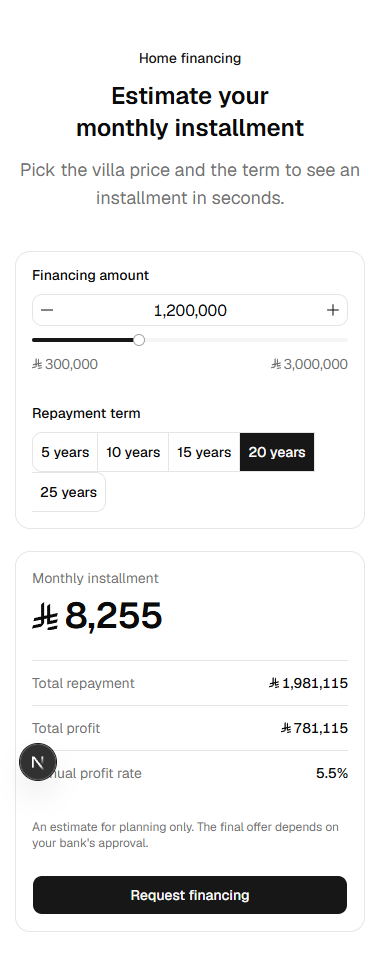 Home financing
Estimate your
monthly installment
Pick the villa price and the term to see an
installment in seconds.
Financing amount
1,200,000
⃁ 300,000 ⃁ 3,000,000
Repayment term
5 years 10 years 15 years 20 years
25 years
Monthly installment
⃁ 8,255
Total repayment ⃁ 1,981,115
Total profit ⃁ 781,115
N
profit rate 5.5%
An estimate for planning only. The final offer depends on
your bank's approval.
Request financing